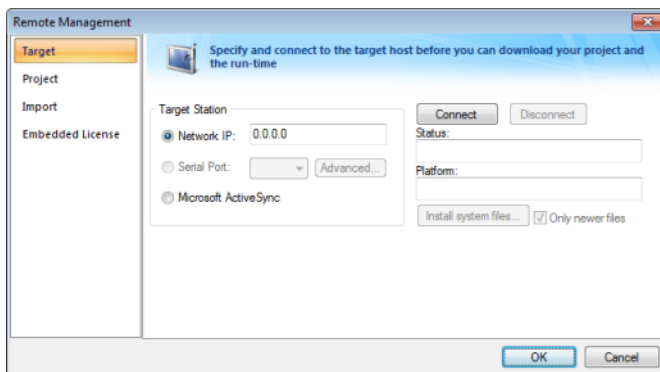 Remote Management
Target
Project
Import
Embedded License
Specify and connect to the target host before you can download your project and
the run-time
Target Station
Network IP: 0.0.0.0
Serial Port: Advanced...
Microsoft ActiveSync
Connect Disconnect
Status:
Platform:
Install system files... Only newer files
OK Cancel